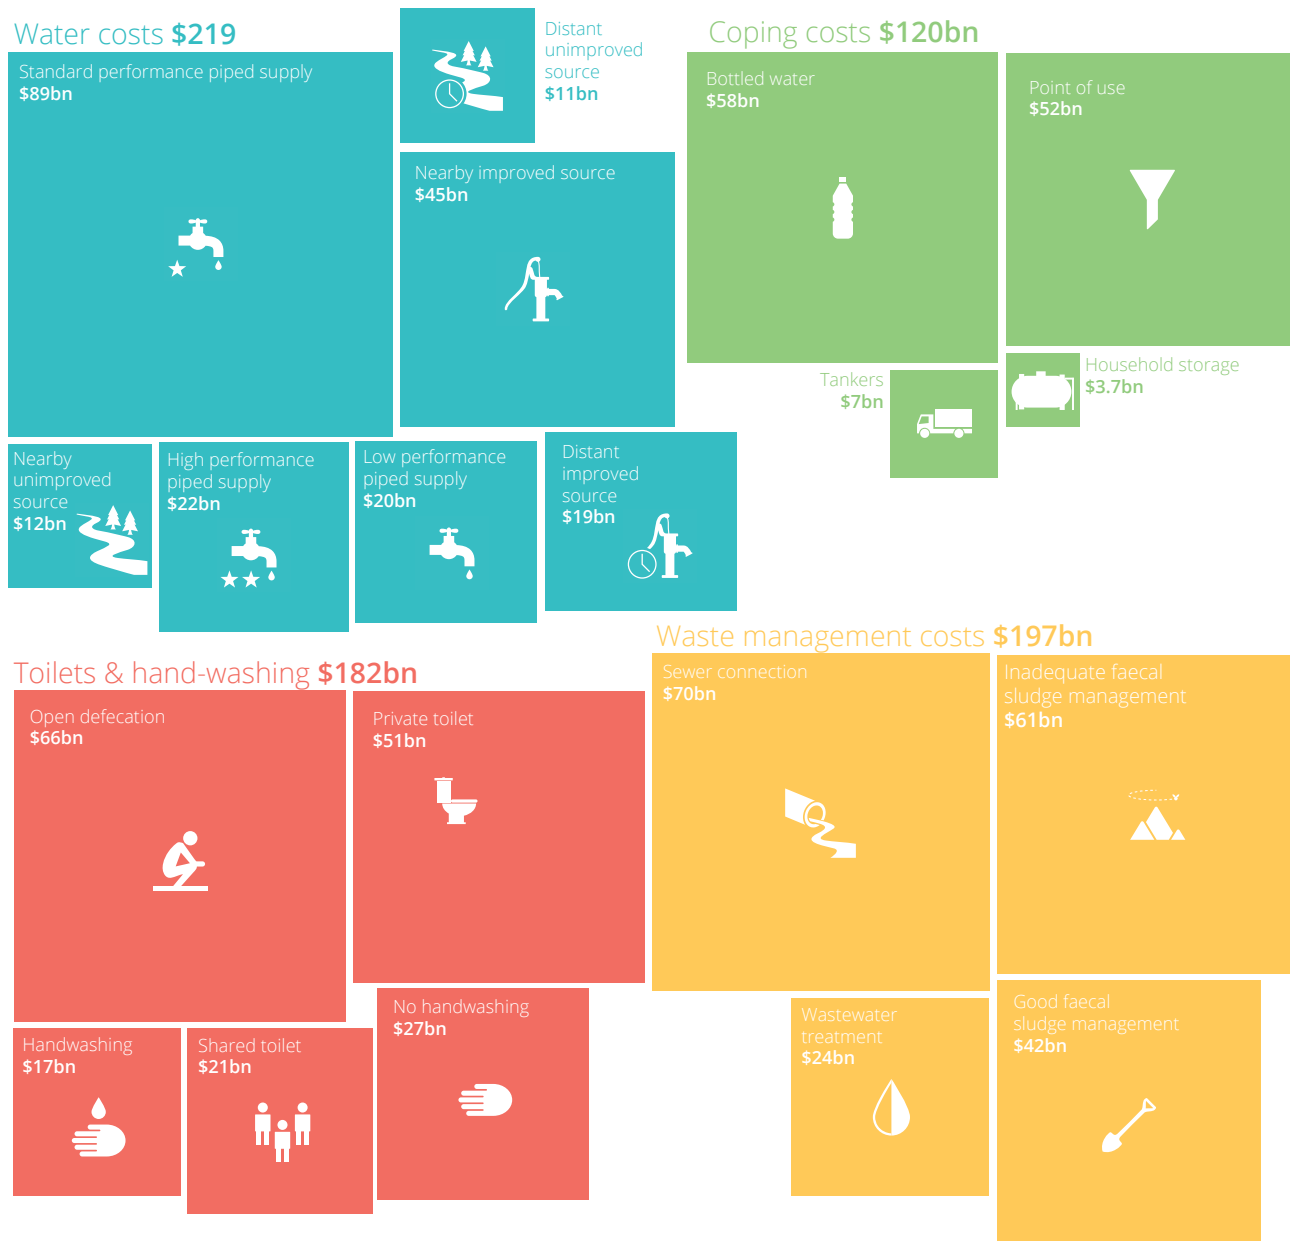 Water costs $219
Standard performance piped supply
$89bn
Distant
unimproved
source
$11bn
Nearby improved source
$45bn
Nearby
unimproved
source
$12bn
High performance
piped supply
$22bn
Low performance
piped supply
$20bn
Distant
improved
source
$19bn
Coping costs $120bn
Bottled water
$58bn
Point of use
$52bn
Tankers
$7bn
Household storage
$3.7bn
Toilets & hand-washing $182bn
Open defecation
$66bn
Private toilet
$51bn
Handwashing
$17bn
Shared toilet
$21bn
No handwashing
$27bn
Waste management costs $197bn
Sewer connection
$70bn
Inadequate faecal
sludge management
$61bn
Wastewater
treatment
$24bn
Good faecal
sludge management
$42bn